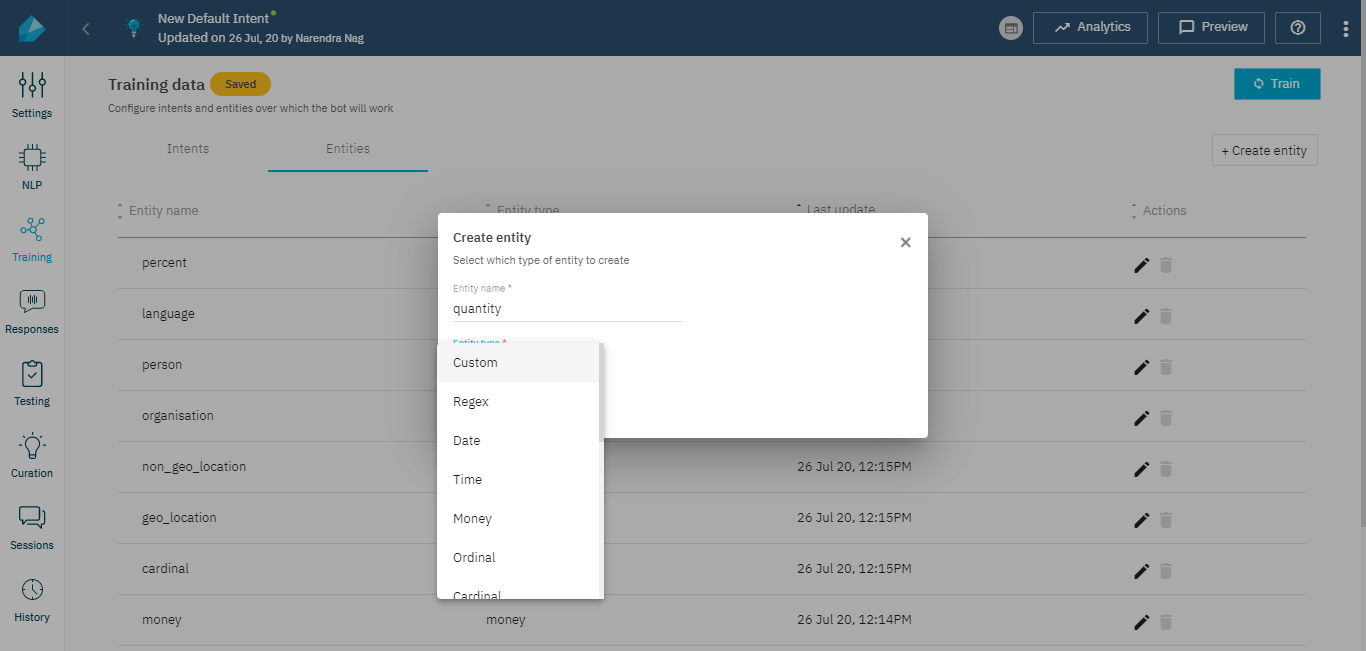 New Default Intent
Updated on 26 Jul, 20 by Narendra Nag
Analytics
Preview
Settings
NLP
Training
Responses
Testing
Curation
Sessions
History
Training data Saved
Configure intents and entities over which the bot will work
Train
Intents Entities
+ Create entity
Entity name Entity type Last update Actions
percent
language
person
organisation
non_geo_location 26 Jul 20, 12:15PM
geo_location 26 Jul 20, 12:15PM
cardinal 26 Jul 20, 12:15PM
money money 26 Jul 20, 12:14PM
Create entity
Select which type of entity to create
Entity name *
quantity
Entity type *
Custom
Regex
Date
Time
Money
Ordinal
Cardinal